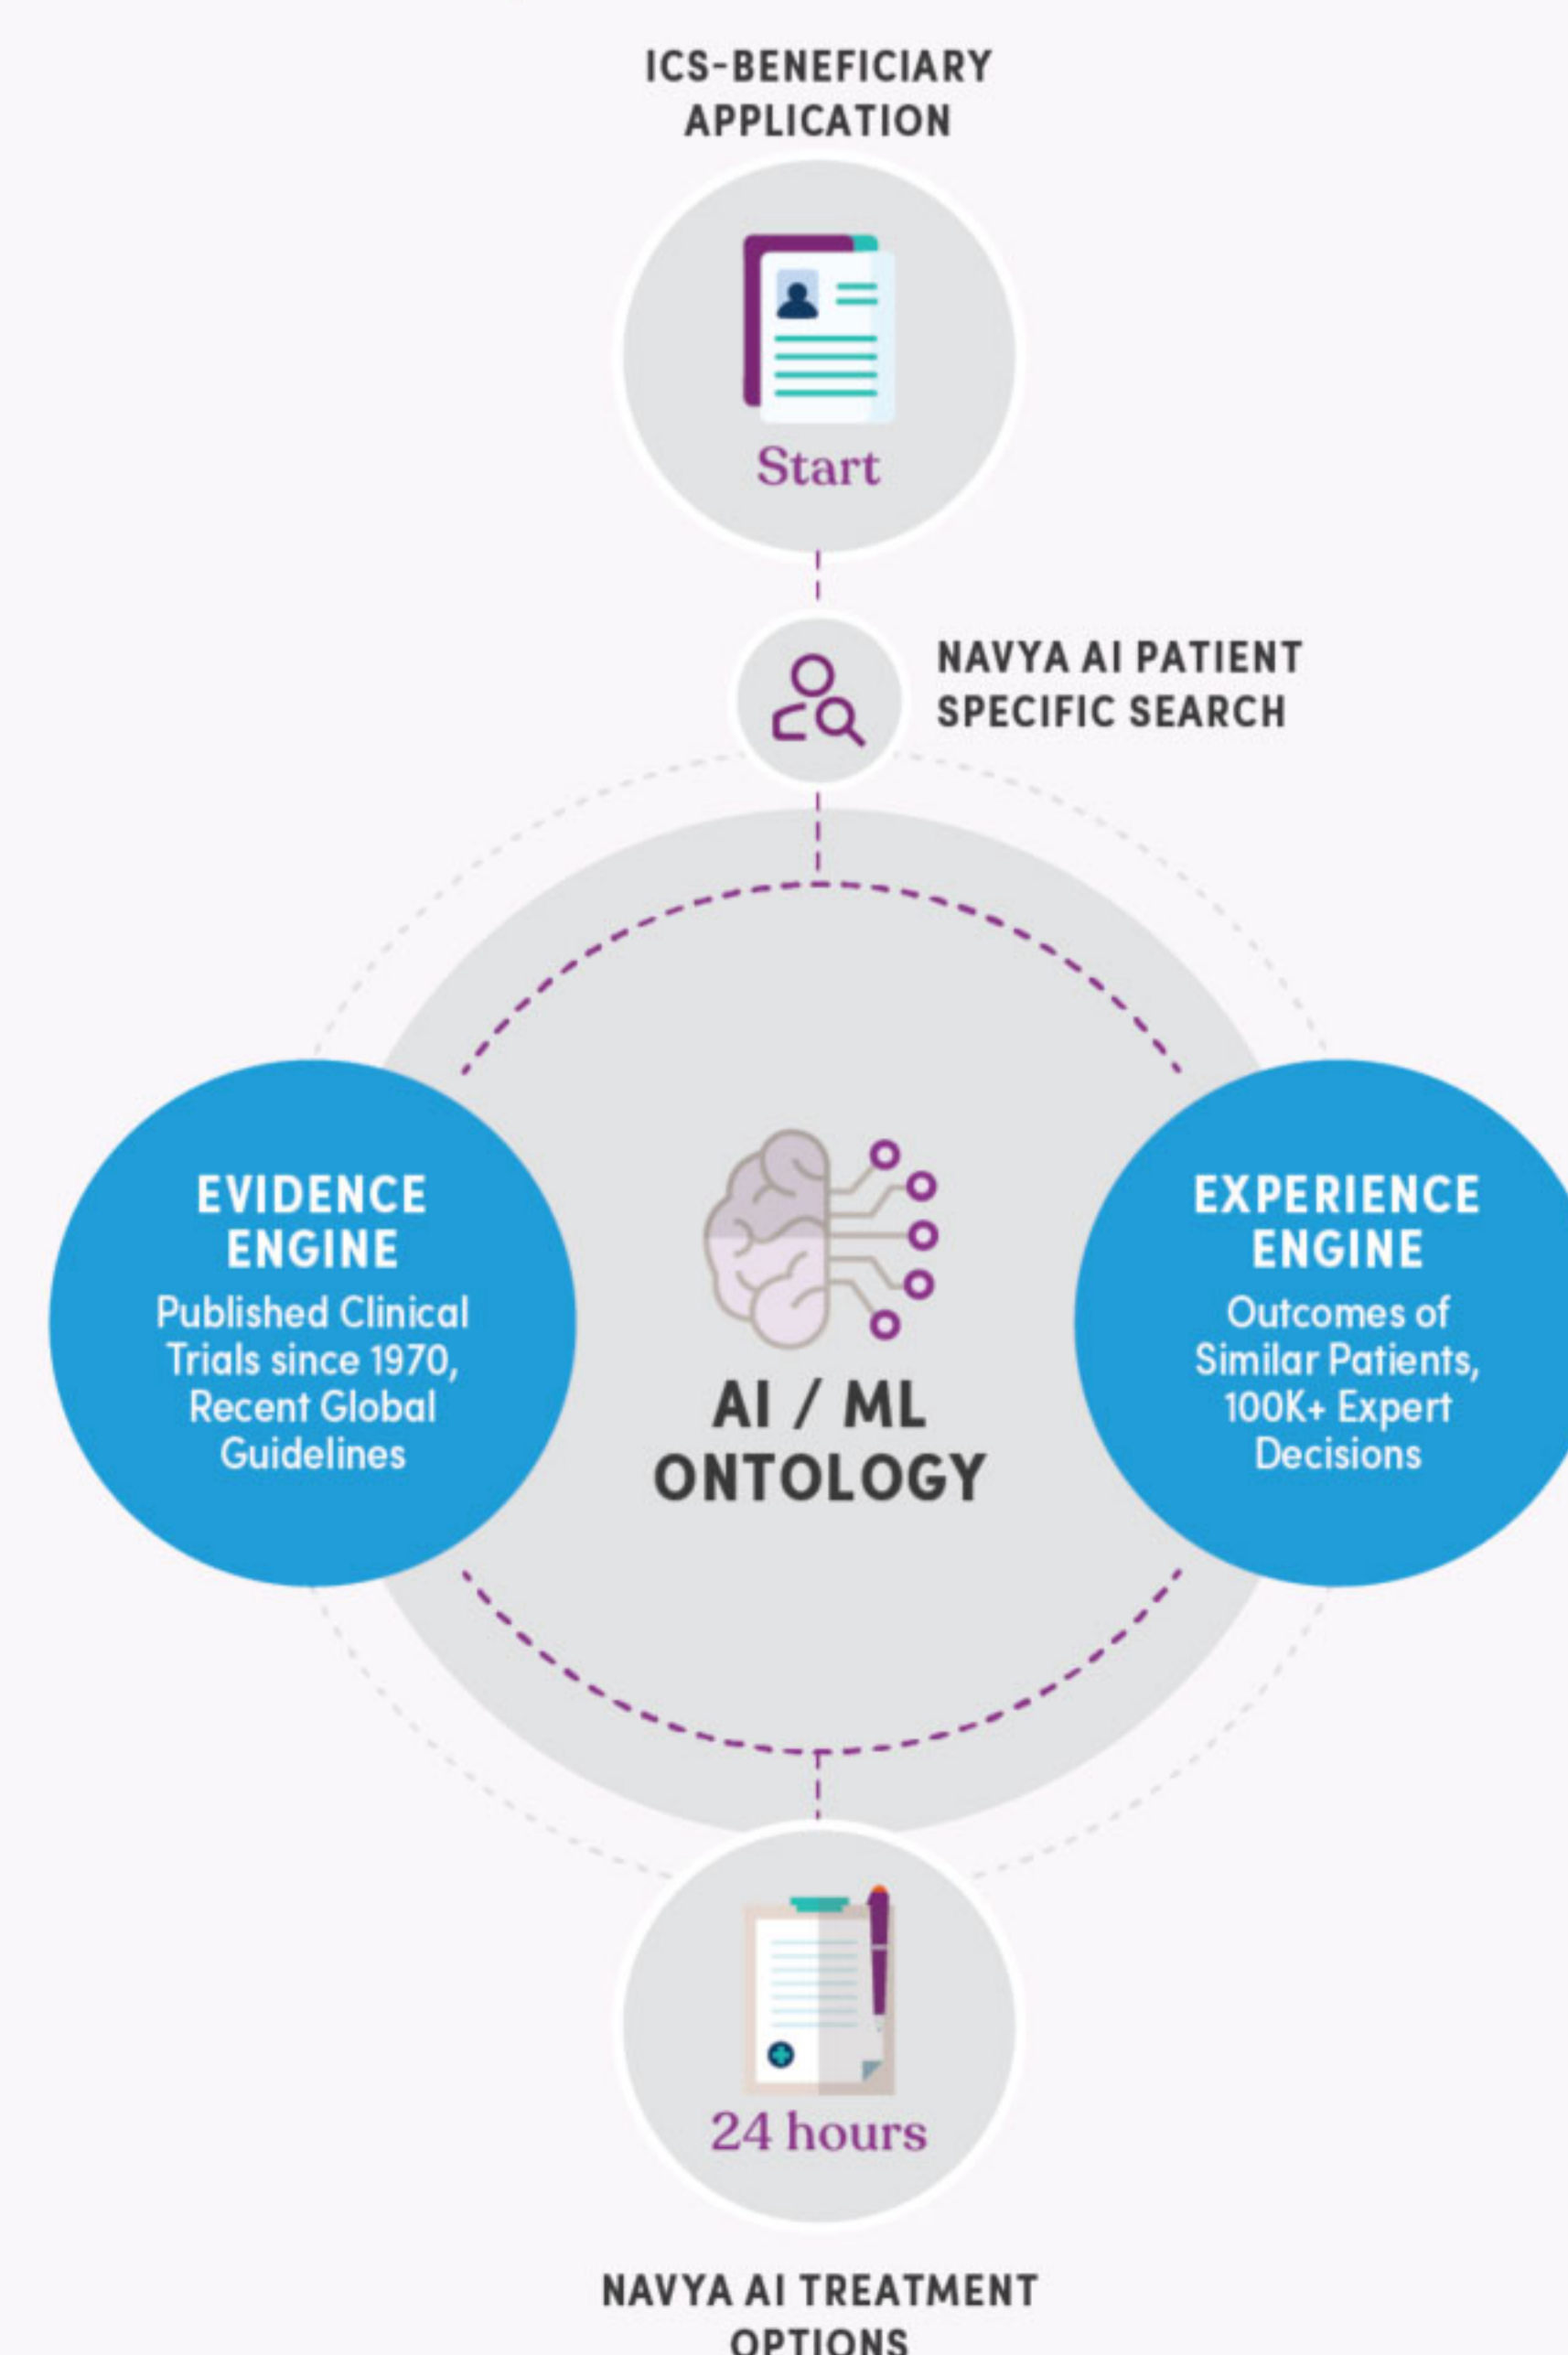 ICS-BENEFICIARY
APPLICATION
Start
NAVYA AI PATIENT
SPECIFIC SEARCH
EVIDENCE
ENGINE
Published Clinical
Trials since 1970,
Recent Global
Guidelines
AI / ML
ONTOLOGY
EXPERIENCE
ENGINE
Outcomes of
Similar Patients,
100K+ Expert
Decisions
24 hours
NAVYA AI TREATMENT
OPTIONS